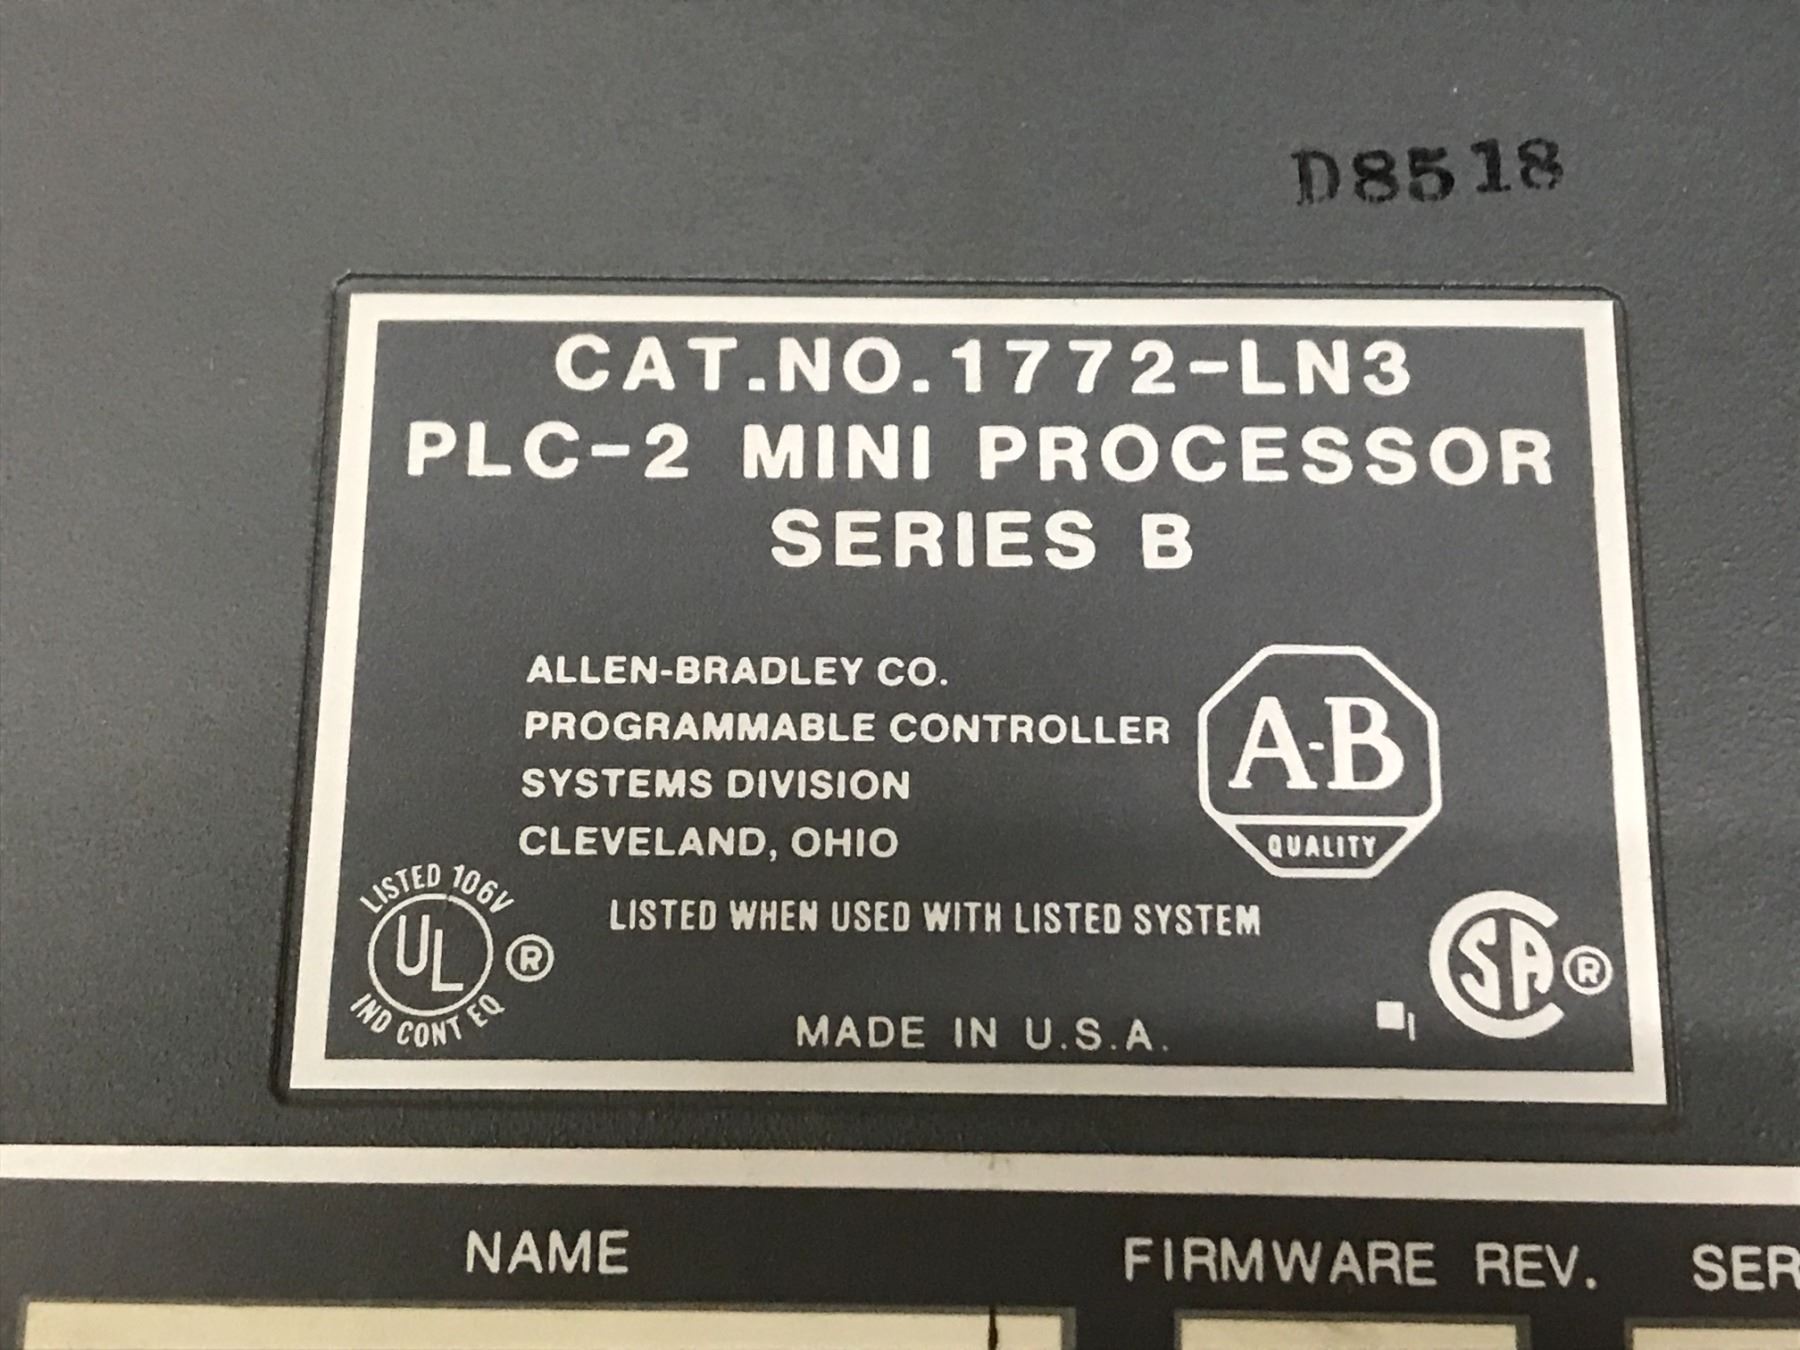 D8518
CAT.NO.1772-LN3
PLC-2 MINI PROCESSOR
SERIES B
ALLEN-BRADLEY CO.
PROGRAMMABLE CONTROLLER
SYSTEMS DIVISION
CLEVELAND, OHIO
A-B
QUALITY
LISTED 106V
UL ®
IND CONT EQ
LISTED WHEN USED WITH LISTED SYSTEM
SA ®
MADE IN U.S.A.
NAME
FIRMWARE REV.
SER